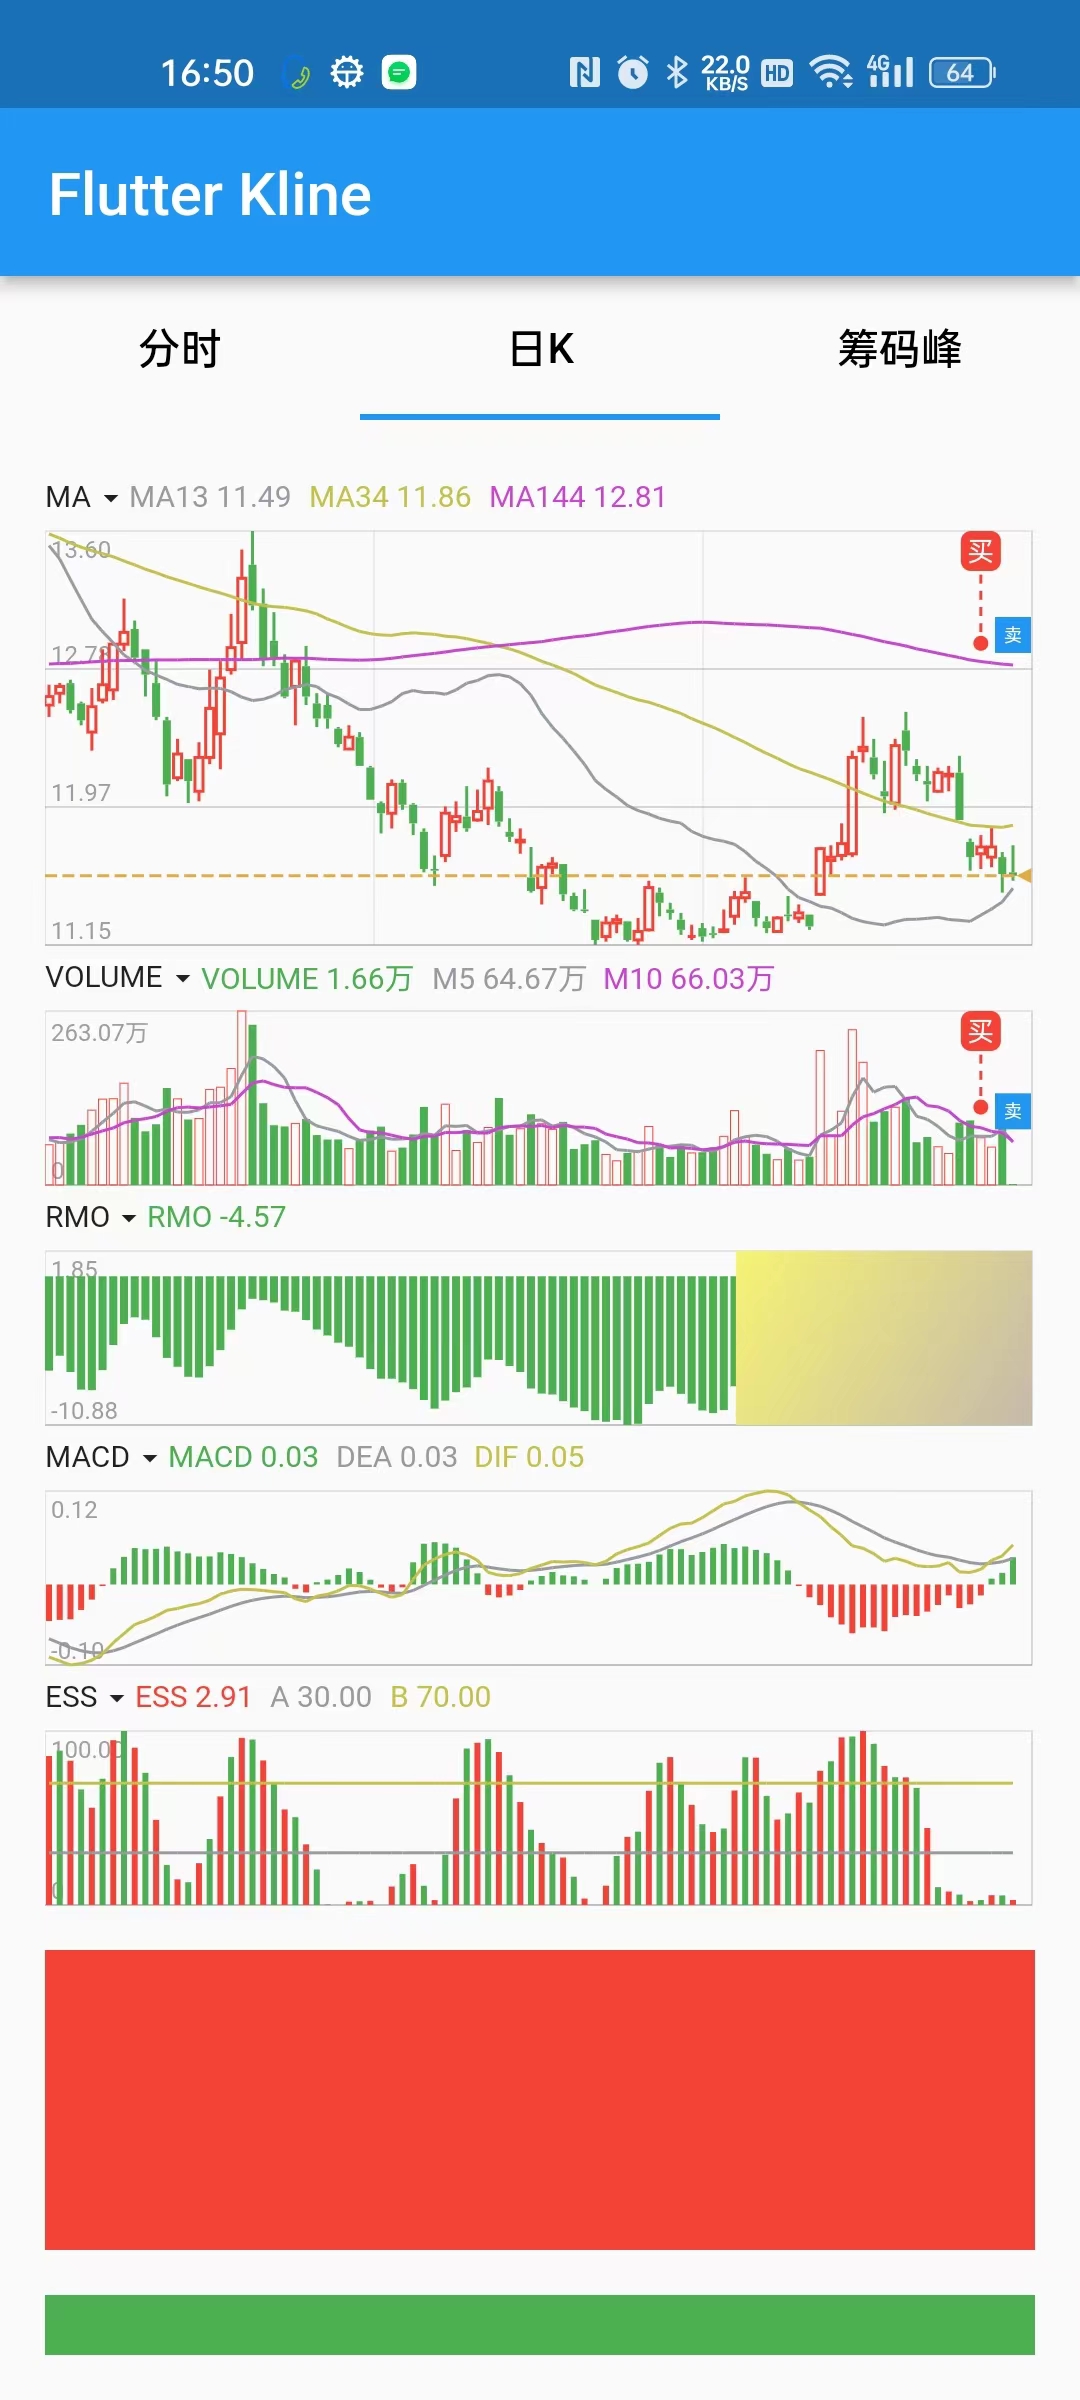 16:50 22.0 KB/S HD 4G 64
Flutter Kline
分时 日K 筹码峰
MA MA13 11.49 MA34 11.86 MA144 12.81
13.60
买
卖
12.78
11.97
11.15
VOLUME VOLUME 1.66万 M5 64.67万 M10 66.03万
263.07万
买
卖
0
RMO RMO -4.57
1.85
-10.88
MACD MACD 0.03 DEA 0.03 DIF 0.05
0.12
-0.10
ESS ESS 2.91 A 30.00 B 70.00
100.00
0